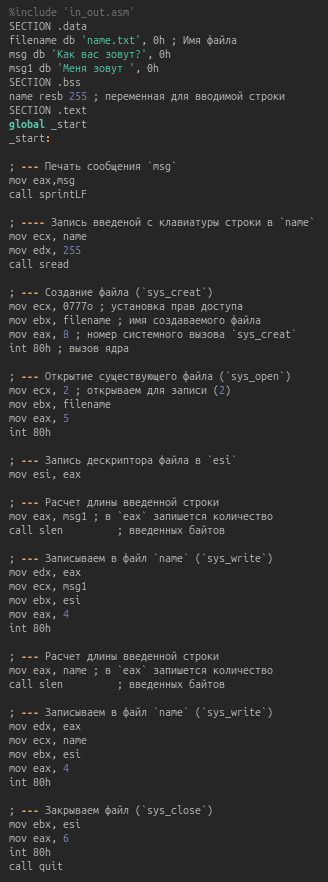 %include 'in_out.asm'
SECTION .data
filename db 'name.txt', 0h ; Имя файла
msg db 'Как вас зовут?', 0h
msg1 db 'Меня зовут ', 0h
SECTION .bss
name resb 255 ; переменная для вводимой строки
SECTION .text
global _start
_start:

; --- Печать сообщения `msg`
mov eax,msg
call sprintLF

; ---- Запись введеной с клавиатуры строки в `name`
mov ecx, name
mov edx, 255
call sread

; --- Создание файла (`sys_creat`)
mov ecx, 0777o ; установка прав доступа
mov ebx, filename ; имя создаваемого файла
mov eax, 8 ; номер системного вызова `sys_creat`
int 80h ; вызов ядра

; --- Открытие существующего файла (`sys_open`)
mov ecx, 2 ; открываем для записи (2)
mov ebx, filename
mov eax, 5
int 80h

; --- Запись дескриптора файла в `esi`
mov esi, eax

; --- Расчет длины введенной строки
mov eax, msg1 ; в `eax` запишется количество
call slen         ; введенных байтов

; --- Записываем в файл `name` (`sys_write`)
mov edx, eax
mov ecx, msg1
mov ebx, esi
mov eax, 4
int 80h

; --- Расчет длины введенной строки
mov eax, name ; в `eax` запишется количество
call slen         ; введенных байтов

; --- Записываем в файл `name` (`sys_write`)
mov edx, eax
mov ecx, name
mov ebx, esi
mov eax, 4
int 80h

; --- Закрываем файл (`sys_close`)
mov ebx, esi
mov eax, 6
int 80h
call quit